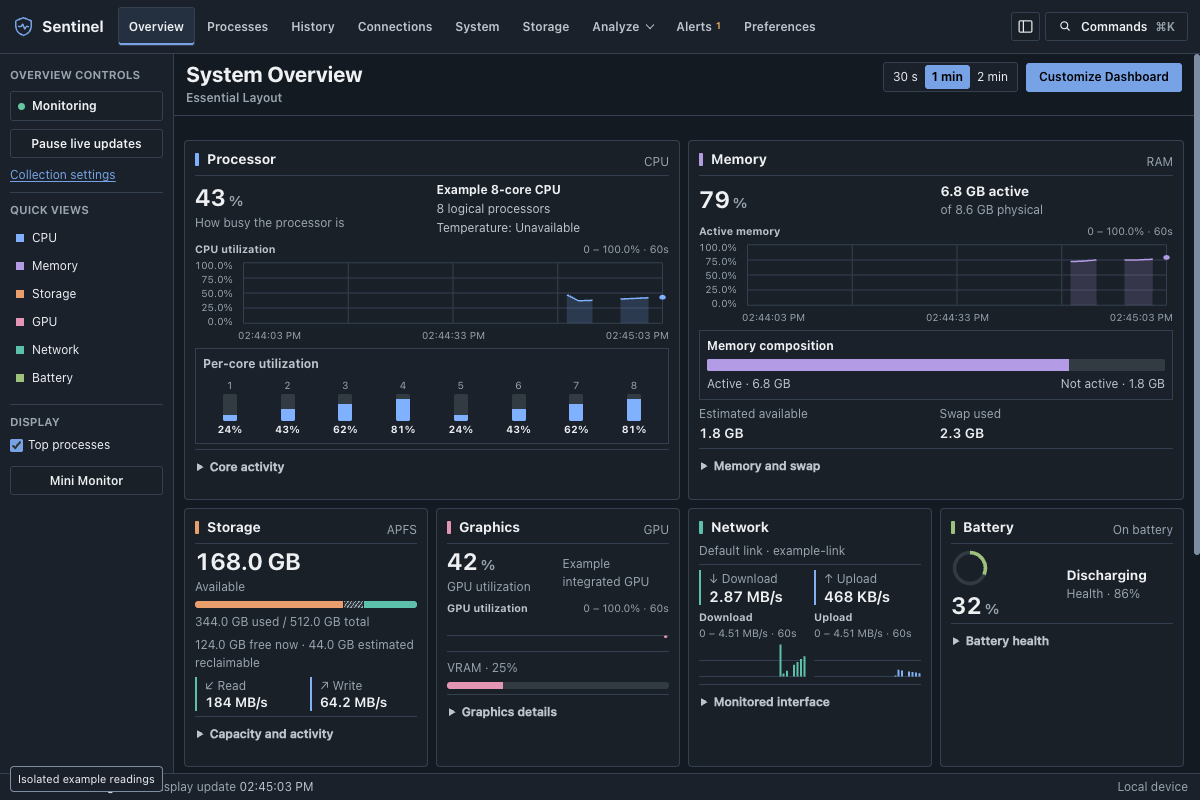 Sentinel
Overview
Processes
History
Connections
System
Storage
Analyze
Alerts 1
Preferences
Commands ⌘K
OVERVIEW CONTROLS
Monitoring
Pause live updates
Collection settings
QUICK VIEWS
CPU
Memory
Storage
GPU
Network
Battery
DISPLAY
Top processes
Mini Monitor
System Overview
Essential Layout
30 s
1 min
2 min
Customize Dashboard
Processor
CPU
43 %
How busy the processor is
Example 8-core CPU
8 logical processors
Temperature: Unavailable
CPU utilization
0 – 100.0% · 60s
100.0%
75.0%
50.0%
25.0%
0.0%
02:44:03 PM
02:44:33 PM
02:45:03 PM
Per-core utilization
1 2 3 4 5 6 7 8
24% 43% 62% 81% 24% 43% 62% 81%
Core activity
Memory
RAM
79 %
6.8 GB active
of 8.6 GB physical
Active memory
0 – 100.0% · 60s
100.0%
75.0%
50.0%
25.0%
0.0%
02:44:03 PM
02:44:33 PM
02:45:03 PM
Memory composition
Active · 6.8 GB
Not active · 1.8 GB
Estimated available
1.8 GB
Swap used
2.3 GB
Memory and swap
Storage
APFS
168.0 GB
Available
344.0 GB used / 512.0 GB total
124.0 GB free now · 44.0 GB estimated
reclaimable
↙ Read
184 MB/s
↗ Write
64.2 MB/s
Capacity and activity
Graphics
GPU
42 %
GPU utilization
Example
integrated GPU
GPU utilization
0 – 100.0% · 60s
VRAM · 25%
Graphics details
Network
Default link · example-link
↓ Download
2.87 MB/s
↑ Upload
468 KB/s
Download
0 – 4.51 MB/s · 60s
Upload
0 – 4.51 MB/s · 60s
Monitored interface
Battery
On battery
32 %
Discharging
Health · 86%
Battery health
Isolated example readings
splay update 02:45:03 PM
Local device